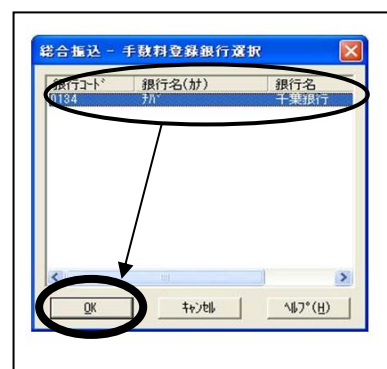 総合振込 - 手数料登録銀行選択
銀行コード 銀行名(カナ) 銀行名
0134 チバ 千葉銀行
OK キャンセル ヘルプ(H)